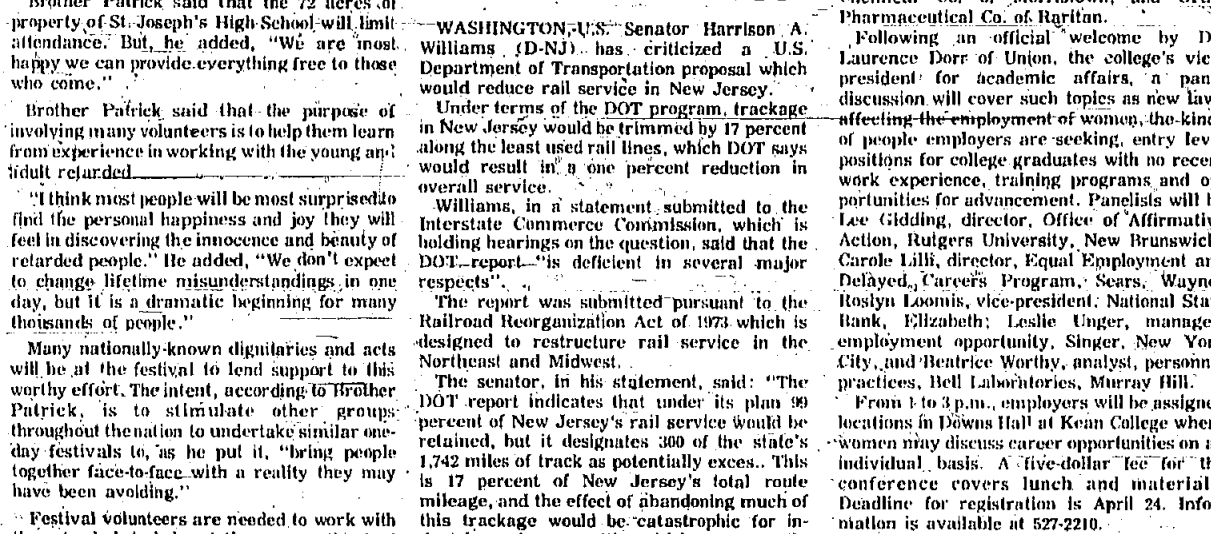 Brother Patrick said that the 72 acres of
property of St. Joseph's High School will limit
attendance. But, he added, "We are most
happy we can provide everything free to those
who come."
Brother Patrick said that the purpose of
involving many volunteers is to help them learn
from experience in working with the young and
adult retarded.
"I think most people will be most surprised to
find the personal happiness and joy they will
feel in discovering the innocence and beauty of
retarded people." He added, "We don't expect
to change lifetime misunderstandings in one
day, but it is a dramatic beginning for many
thousands of people."
Many nationally-known dignitaries and acts
will be at the festival to lend support to this
worthy effort. The intent, according to Brother
Patrick, is to stimulate other groups
throughout the nation to undertake similar one-
day festivals to, as he put it, "bring people
together face-to-face with a reality they may
have been avoiding."
Festival volunteers are needed to work with
WASHINGTON, U.S. Senator Harrison A.
Williams (D-NJ) has criticized a U.S.
Department of Transportation proposal which
would reduce rail service in New Jersey.
Under terms of the DOT program, trackage
in New Jersey would be trimmed by 17 percent
along the least used rail lines, which DOT says
would result in a one percent reduction in
overall service.
Williams, in a statement submitted to the
Interstate Commerce Commission, which is
holding hearings on the question, said that the
DOT report "is deficient in several major
respects".
The report was submitted pursuant to the
Railroad Reorganization Act of 1973 which is
designed to restructure rail service in the
Northeast and Midwest.
The senator, in his statement, said: "The
DOT report indicates that under its plan 99
percent of New Jersey's rail service would be
retained, but it designates 300 of the state's
1,742 miles of track as potentially exces.. This
is 17 percent of New Jersey's total route
mileage, and the effect of abandoning much of
this trackage would be catastrophic for in-
Pharmaceutical Co. of Raritan.
Following an official welcome by D
Laurence Dorr of Union, the college's vic
president for academic affairs, a pan
discussion will cover such topics as new law
affecting the employment of women, the kind
of people employers are seeking, entry lev
positions for college graduates with no recen
work experience, training programs and o
portunities for advancement. Panelists will b
Lee Gidding, director, Office of Affirmativ
Action, Rutgers University, New Brunswick
Carole Lilli, director, Equal Employment an
Delayed Careers Program, Sears, Wayne
Roslyn Loomis, vice-president, National Sta
Bank, Elizabeth; Leslie Unger, manage
employment opportunity, Singer, New Yor
City, and Beatrice Worthy, analyst, personn
practices, Bell Laborhtories, Murray Hill.
From 1 to 3 p.m., employers will be assigne
locations in Downs Hall at Kean College wher
women may discuss career opportunities on a
individual basis. A five-dollar fee for th
conference covers lunch and material
Deadline for registration is April 24. Info
mation is available at 527-2210.